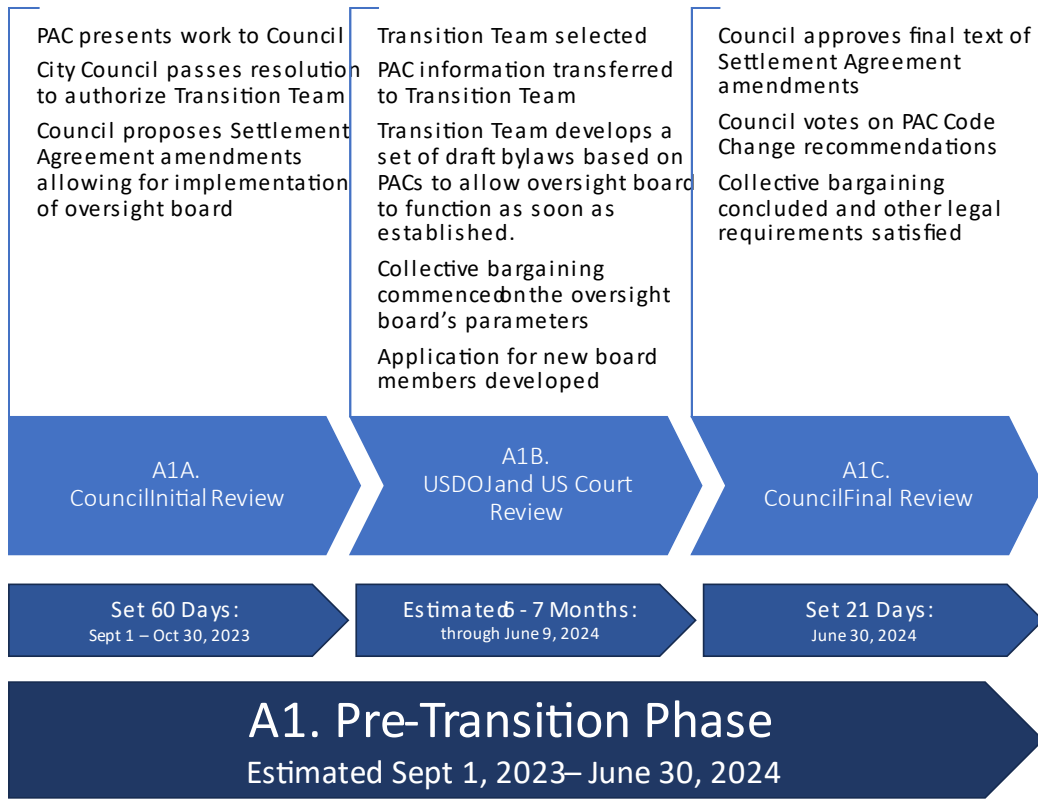 PAC presents work to Council
City Council passes resolution
to authorize Transition Team
Council proposes Settlement
Agreement amendments
allowing for implementation
of oversight board
Transition Team selected
PAC information transferred
to Transition Team
Transition Team develops a
set of draft bylaws based on
PACs to allow oversight board
to function as soon as
established.
Collective bargaining
commenced on the oversight
board's parameters
Application for new board
members developed
Council approves final text of
Settlement Agreement
amendments
Council votes on PAC Code
Change recommendations
Collective bargaining
concluded and other legal
requirements satisfied
A1A.
Council Initial Review
A1B.
USDOJ and US Court
Review
A1C.
Council Final Review
Set 60 Days:
Sept 1 – Oct 30, 2023
Estimated 6 - 7 Months:
through June 9, 2024
Set 21 Days:
June 30, 2024
A1. Pre-Transition Phase
Estimated Sept 1, 2023– June 30, 2024